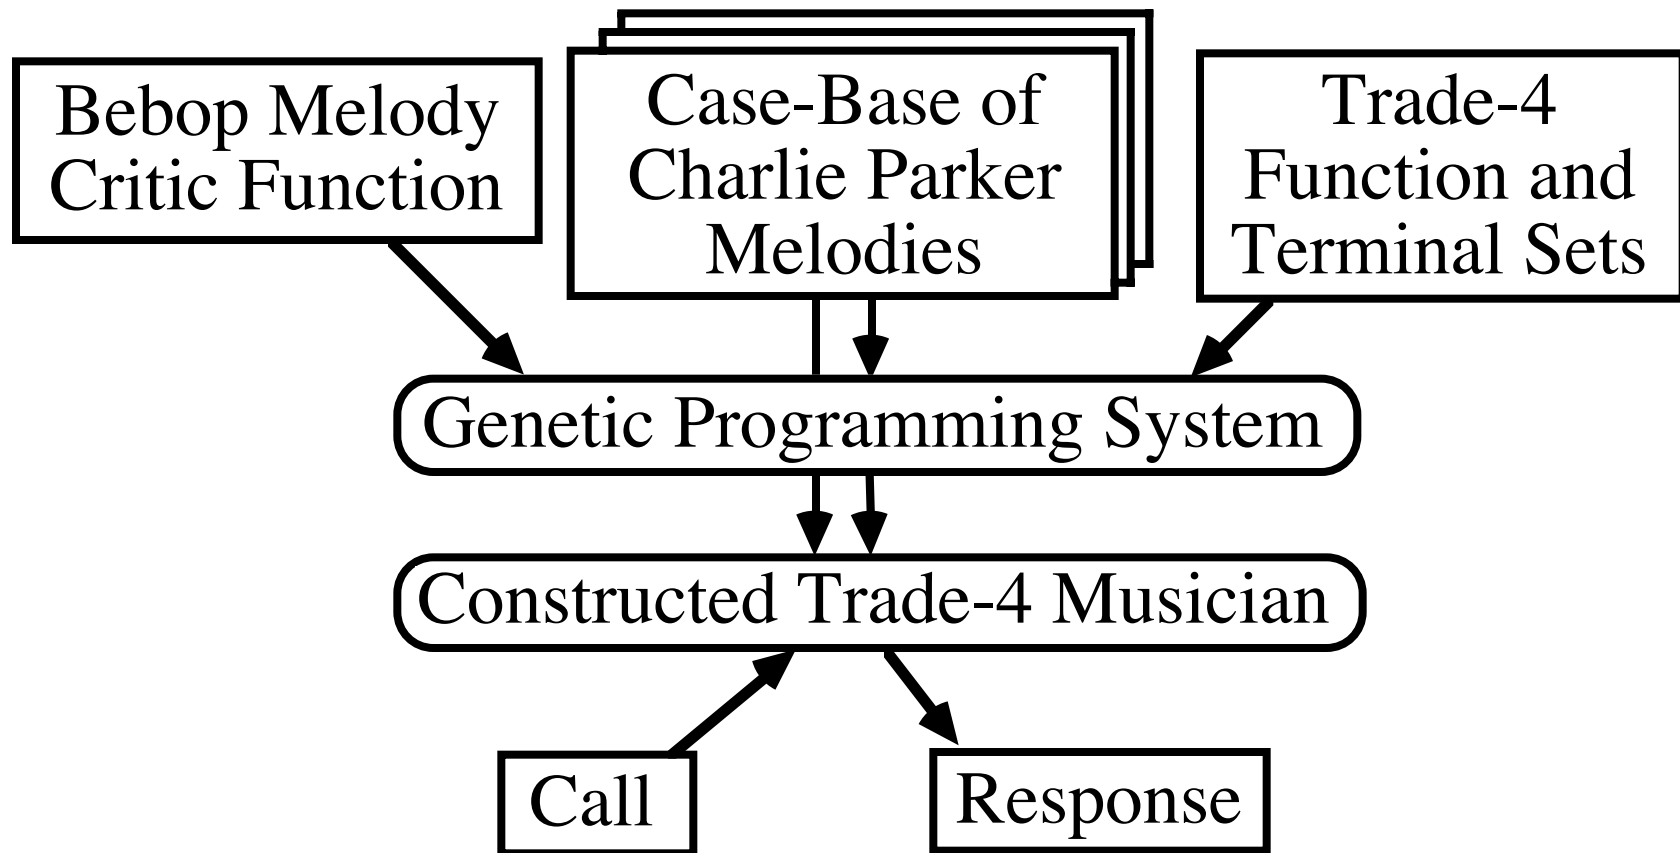 Bebop Melody
Critic Function
Case-Base of
Charlie Parker
Melodies
Trade-4
Function and
Terminal Sets
Genetic Programming System
Constructed Trade-4 Musician
Call
Response